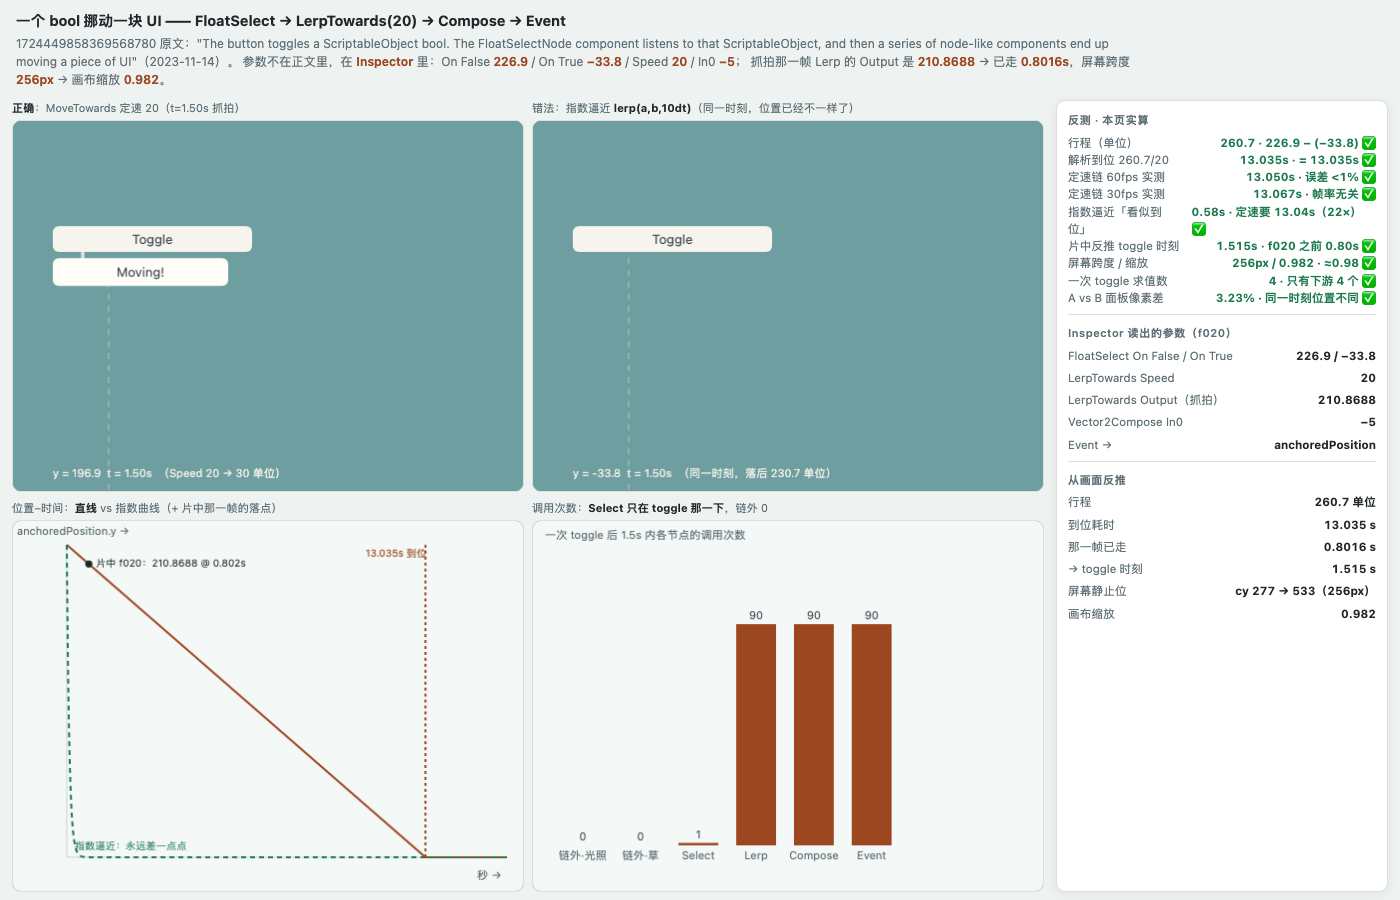 一个 bool 挪动一块 UI —— FloatSelect → LerpTowards(20) → Compose → Event
1724449858369568780 原文："The button toggles a ScriptableObject bool. The FloatSelectNode component listens to that ScriptableObject, and then a series of node-like components end up
moving a piece of UI"（2023-11-14）。 参数不在正文里，在 Inspector 里：On False 226.9 / On True −33.8 / Speed 20 / In0 −5； 抓拍那一帧 Lerp 的 Output 是 210.8688 → 已走 0.8016s，屏幕跨度
256px → 画布缩放 0.982。
正确：MoveTowards 定速 20（t=1.50s 抓拍）
Toggle
Moving!
y = 196.9 t = 1.50s （Speed 20 → 30 单位）
错法：指数逼近 lerp(a,b,10dt)（同一时刻，位置已经不一样了）
Toggle
y = -33.8 t = 1.50s （同一时刻，落后 230.7 单位）
位置–时间：直线 vs 指数曲线（+ 片中那一帧的落点）
anchoredPosition.y →
片中 f020：210.8688 @ 0.802s
13.035s 到位
指数逼近：永远差一点点
秒 →
调用次数：Select 只在 toggle 那一下，链外 0
一次 toggle 后 1.5s 内各节点的调用次数
0 0 1 90 90 90
链外·光照 链外·草 Select Lerp Compose Event
反测 · 本页实算
行程（单位） 260.7 · 226.9 − (−33.8) ✅
解析到位 260.7/20 13.035s · = 13.035s ✅
定速链 60fps 实测 13.050s · 误差 <1% ✅
定速链 30fps 实测 13.067s · 帧率无关 ✅
指数逼近「看似到位」 0.58s · 定速要 13.04s（22×） ✅
片中反推 toggle 时刻 1.515s · f020 之前 0.80s ✅
屏幕跨度 / 缩放 256px / 0.982 · ≈0.98 ✅
一次 toggle 求值数 4 · 只有下游 4 个 ✅
A vs B 面板像素差 3.23% · 同一时刻位置不同 ✅
Inspector 读出的参数（f020）
FloatSelect On False / On True 226.9 / −33.8
LerpTowards Speed 20
LerpTowards Output（抓拍） 210.8688
Vector2Compose In0 −5
Event → anchoredPosition
从画面反推
行程 260.7 单位
到位耗时 13.035 s
那一帧已走 0.8016 s
→ toggle 时刻 1.515 s
屏幕静止位 cy 277 → 533（256px）
画布缩放 0.982